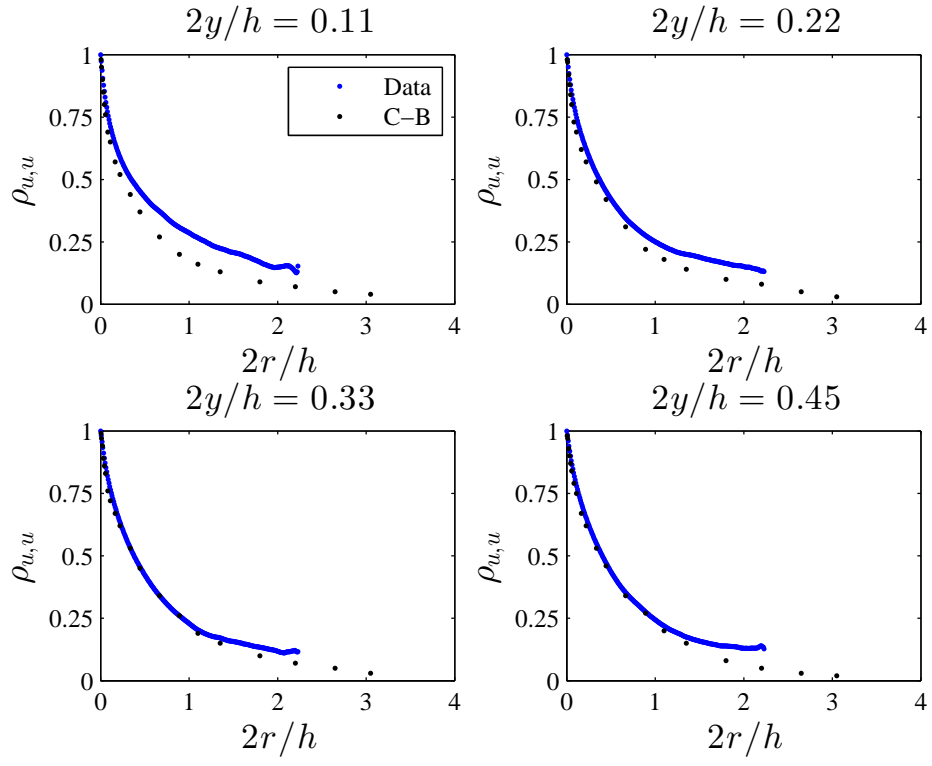 2y/h = 0.11
1
0.75
0.5
0.25
0
ρu,u
Data
C−B
0 1 2 3 4
2r/h
2y/h = 0.22
1
0.75
0.5
0.25
0
ρu,u
0 1 2 3 4
2r/h
2y/h = 0.33
1
0.75
0.5
0.25
0
ρu,u
0 1 2 3 4
2r/h
2y/h = 0.45
1
0.75
0.5
0.25
0
ρu,u
0 1 2 3 4
2r/h